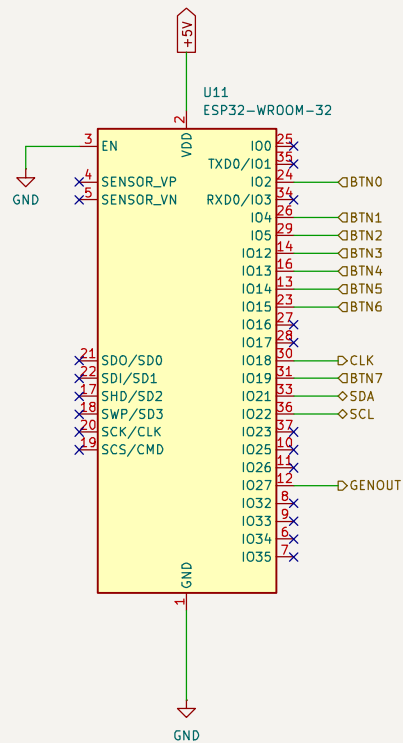 +5V
U11
ESP32-WROOM-32
2
VDD
3 EN
GND
4 SENSOR_VP
5 SENSOR_VN
21 SDO/SD0
22 SDI/SD1
17 SHD/SD2
18 SWP/SD3
20 SCK/CLK
19 SCS/CMD
IO0 25
TXD0/IO1 35
IO2 24 BTN0
RXD0/IO3 34
IO4 26 BTN1
IO5 29 BTN2
IO12 14 BTN3
IO13 16 BTN4
IO14 13 BTN5
IO15 23 BTN6
IO16 27
IO17 28
IO18 30 CLK
IO19 31 BTN7
IO21 33 SDA
IO22 36 SCL
IO23 37
IO25 10
IO26 11
IO27 12 GENOUT
IO32 8
IO33 9
IO34 6
IO35 7
GND
1
GND